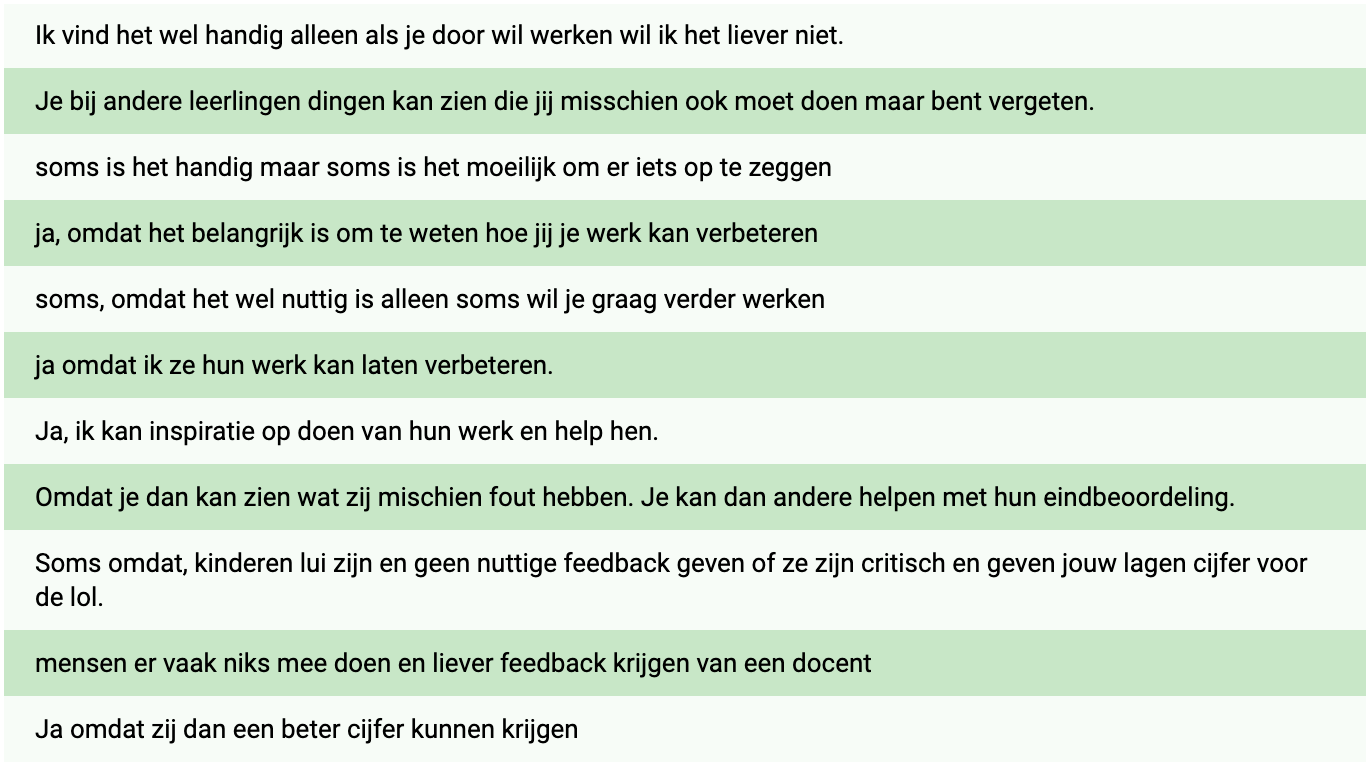 Ik vind het wel handig alleen als je door wil werken wil ik het liever niet.
Je bij andere leerlingen dingen kan zien die jij misschien ook moet doen maar bent vergeten.
soms is het handig maar soms is het moeilijk om er iets op te zeggen
ja, omdat het belangrijk is om te weten hoe jij je werk kan verbeteren
soms, omdat het wel nuttig is alleen soms wil je graag verder werken
ja omdat ik ze hun werk kan laten verbeteren.
Ja, ik kan inspiratie op doen van hun werk en help hen.
Omdat je dan kan zien wat zij mischien fout hebben. Je kan dan andere helpen met hun eindbeoordeling.
Soms omdat, kinderen lui zijn en geen nuttige feedback geven of ze zijn critisch en geven jouw lagen cijfer voor
de lol.
mensen er vaak niks mee doen en liever feedback krijgen van een docent
Ja omdat zij dan een beter cijfer kunnen krijgen